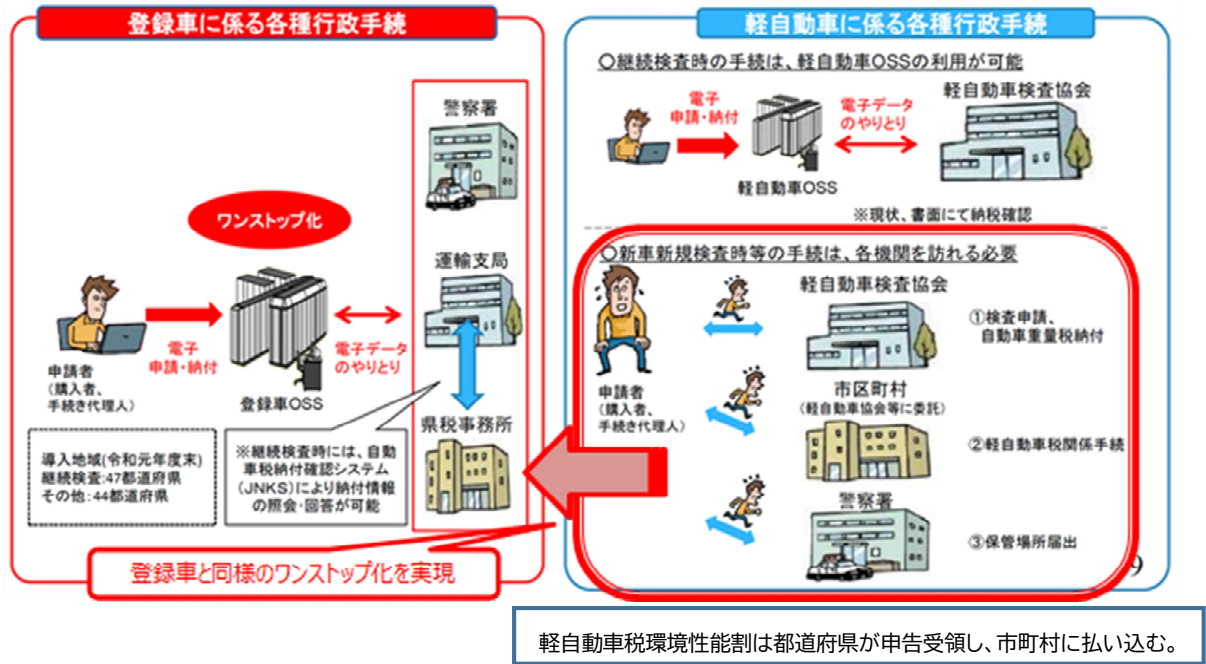 登録車に係る各種行政手続
警察署
ワンストップ化
運輸支局
電子
申請・納付
電子データ
のやりとり
申請者
(購入者、
手続き代理人)
登録車OSS
県税事務所
導入地域(令和元年度末)
継続検査:47都道府県
その他:44都道府県
※継続検査時には、自動
車税納付確認システム
(JNKS)により納付情報
の照会・回答が可能
登録車と同様のワンストップ化を実現
軽自動車に係る各種行政手続
〇継続検査時の手続は、軽自動車OSSの利用が可能
電子
申請・納付
電子データ
のやりとり
軽自動車検査協会
軽自動車OSS
※現状、書面にて納税確認
〇新車新規検査時等の手続は、各機関を訪れる必要
軽自動車検査協会
①検査申請、
自動車重量税納付
申請者
(購入者、
手続き代理人)
市区町村
(軽自動車協会等に委託)
②軽自動車税関係手続
警察署
③保管場所届出
9
軽自動車税環境性能割は都道府県が申告受領し、市町村に払い込む。